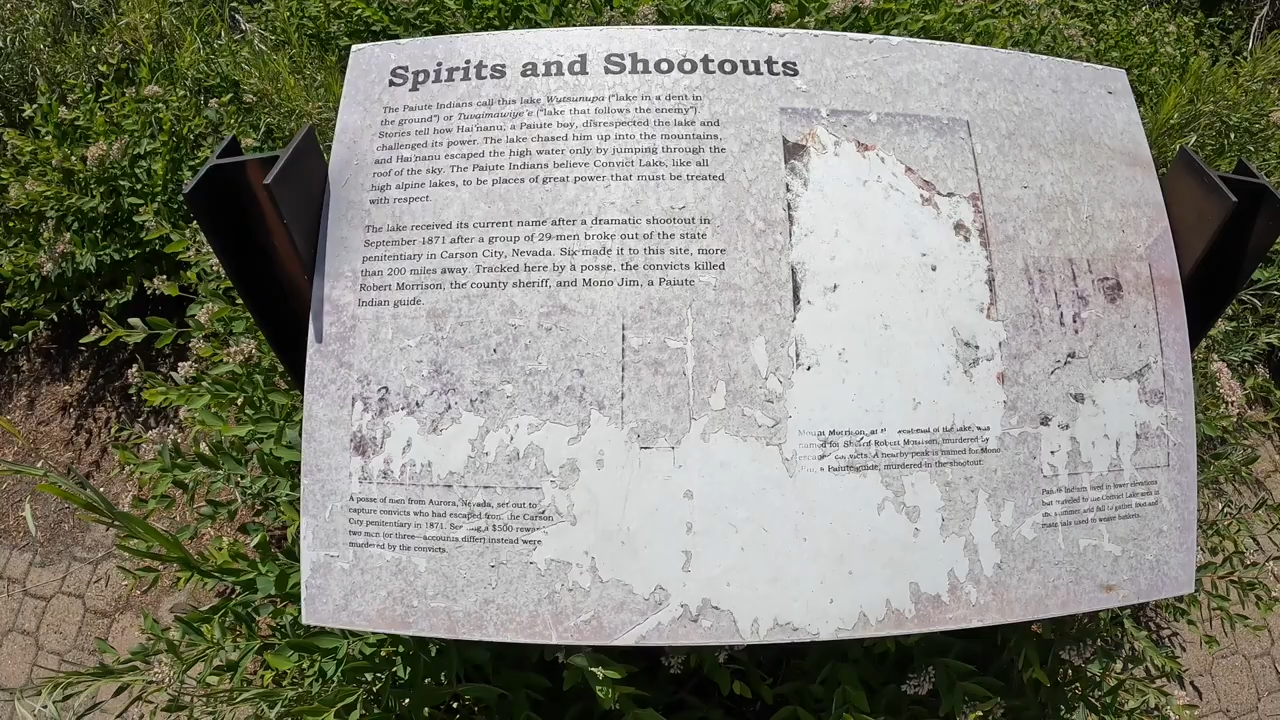 Spirits and Shootouts
The Paiute Indians call this lake Wytsunupa ("lake in a dent in
the ground") or Tuvaimawiye'e ("lake that follows the enemy").
Stories tell how Hai'nanu, a Paiute boy, disrespected the lake and
challenged its power. The lake chased him up into the mountains,
and Hai'nanu escaped the high water only by jumping through the
roof of the sky. The Paiute Indians believe Convict Lake, like all
high alpine lakes, to be places of great power that must be treated
with respect.
The lake received its current name after a dramatic shootout in
September 1871 after a group of 29 men broke out of the state
penitentiary in Carson City, Nevada. Six made it to this site, more
than 200 miles away. Tracked here by a posse, the convicts killed
Robert Morrison, the county sheriff, and Mono Jim, a Paiute
Indian guide.
A posse of men from Aurora, Nevada, set out to
capture convicts who had escaped from the Carson
City penitentiary in 1871. a $500
two men (or three—accounts differ) instead were
murdered by the convicts.
Mount Morrison, at west end of the lake, was
named for Sheriff Robert Morrison, murdered by
convicts. A nearby peak is named for Mono
a Paiute guide, murdered in the shootout.
Paiute Indians lived in lower elevations
but traveled to the Convict Lake area in
the summer and fall to gather food and
materials used to weave baskets.